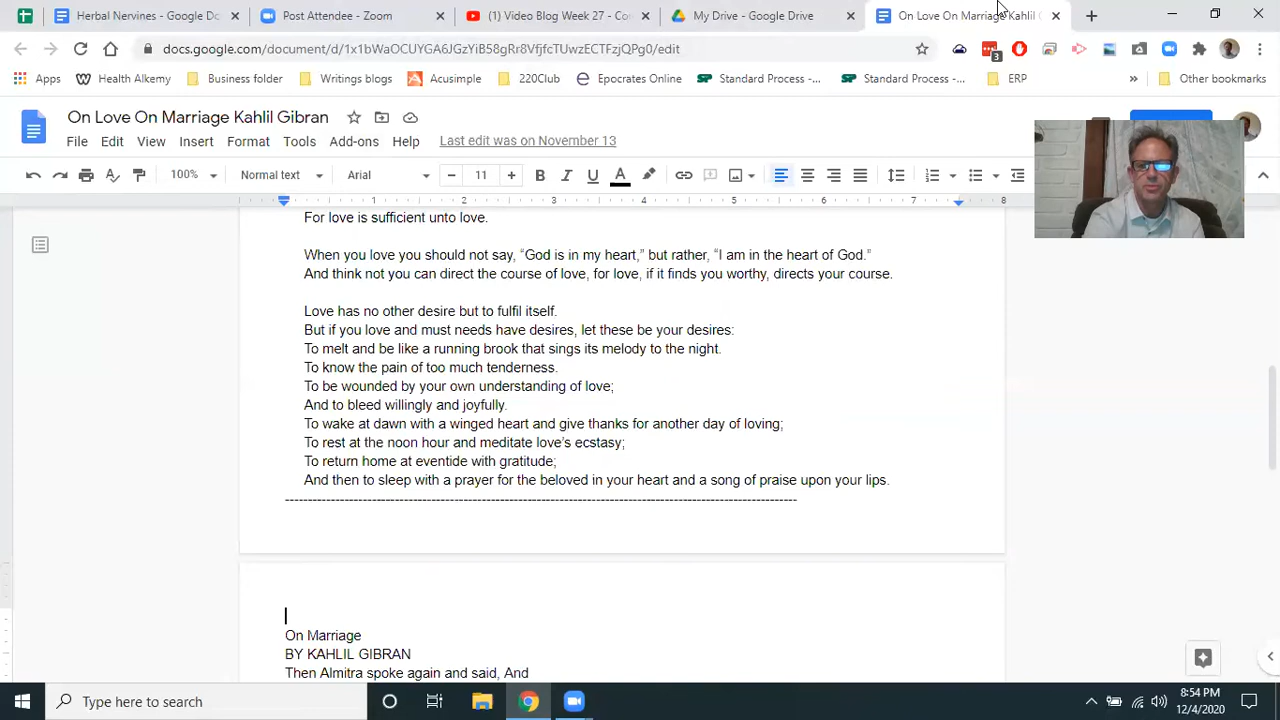 Herbal Nervines - Google Do
Post Attendee - Zoom
(1) Video Blog Week 27 - Co
My Drive - Google Drive
On Love On Marriage Kahlil G
docs.google.com/document/d/1x1bWaOCUYGA6JGzYiB58gRr8VfjfcTUwzECTFzjQPg0/edit
3
Apps
Women's Health Alkemy
Business folder
Writings blogs
Acusimple
220Club
Epocrates Online
Standard Process -...
Standard Process -...
ERP
Other bookmarks
On Love On Marriage Kahlil Gibran
File Edit View Insert Format Tools Add-ons Help Last edit was on November 13
100% Normal text Arial 11
1 2 3 4 5 6 7 8
For love is sufficient unto love.
When you love you should not say, “God is in my heart,” but rather, “I am in the heart of God.”
And think not you can direct the course of love, for love, if it finds you worthy, directs your course.
Love has no other desire but to fulfil itself.
But if you love and must needs have desires, let these be your desires:
To melt and be like a running brook that sings its melody to the night.
To know the pain of too much tenderness.
To be wounded by your own understanding of love;
And to bleed willingly and joyfully.
To wake at dawn with a winged heart and give thanks for another day of loving;
To rest at the noon hour and meditate love’s ecstasy;
To return home at eventide with gratitude;
And then to sleep with a prayer for the beloved in your heart and a song of praise upon your lips.
On Marriage
BY KAHLIL GIBRAN
Then Almitra spoke again and said, And
Type here to search
8:54 PM
12/4/2020